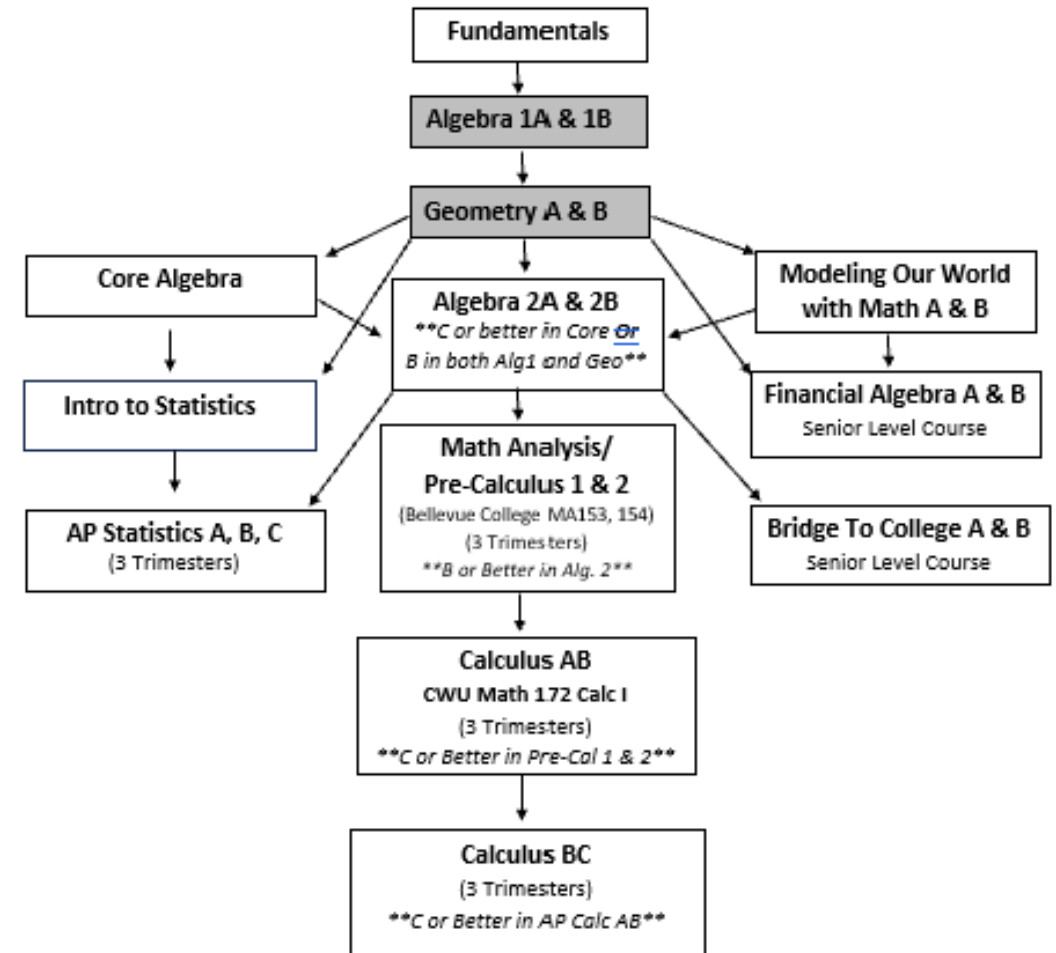 Fundamentals
Algebra 1A & 1B
Geometry A & B
Core Algebra
Algebra 2A & 2B
**C or better in Core Or
B in both Alg1 and Geo**
Modeling Our World
with Math A & B
Intro to Statistics
Financial Algebra A & B
Senior Level Course
Math Analysis/
Pre-Calculus 1 & 2
(Bellevue College MA153, 154)
(3 Trimesters)
**B or Better in Alg. 2**
AP Statistics A, B, C
(3 Trimesters)
Bridge To College A & B
Senior Level Course
Calculus AB
CWU Math 172 Calc I
(3 Trimesters)
**C or Better in Pre-Cal 1 & 2**
Calculus BC
(3 Trimesters)
**C or Better in AP Calc AB**